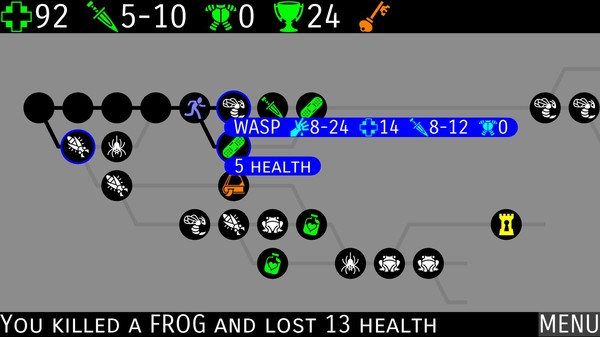 92 5-10 0 24
WASP 8-24 14 8-12 0
5 HEALTH
YOU KILLED A FROG AND LOST 13 HEALTH
MENU